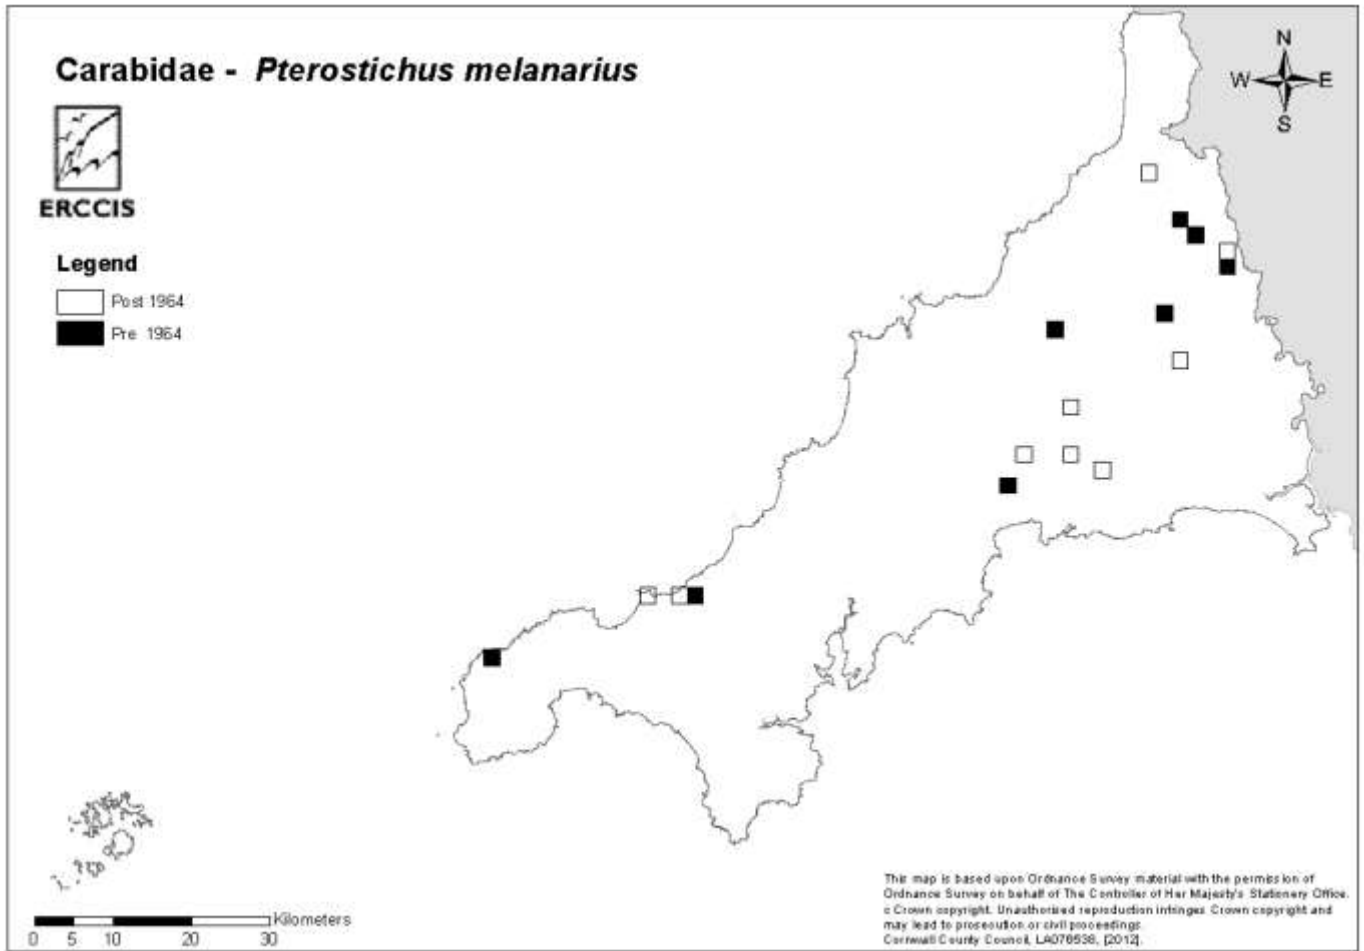 Carabidae - Pterostichus melanarius
N
W E
S
ERCCIS
Legend
Post 1964
Pre 1964
Kilometers
0 5 10 20 30
This map is based upon Ordnance Survey material with the permission of
Ordnance Survey on behalf of The Controller of Her Majesty's Stationery Office.
c Crown copyright. Unauthorised reproduction infringes Crown copyright and
may lead to prosecution or civil proceedings.
Cornwall County Council, LA076538, [2012].